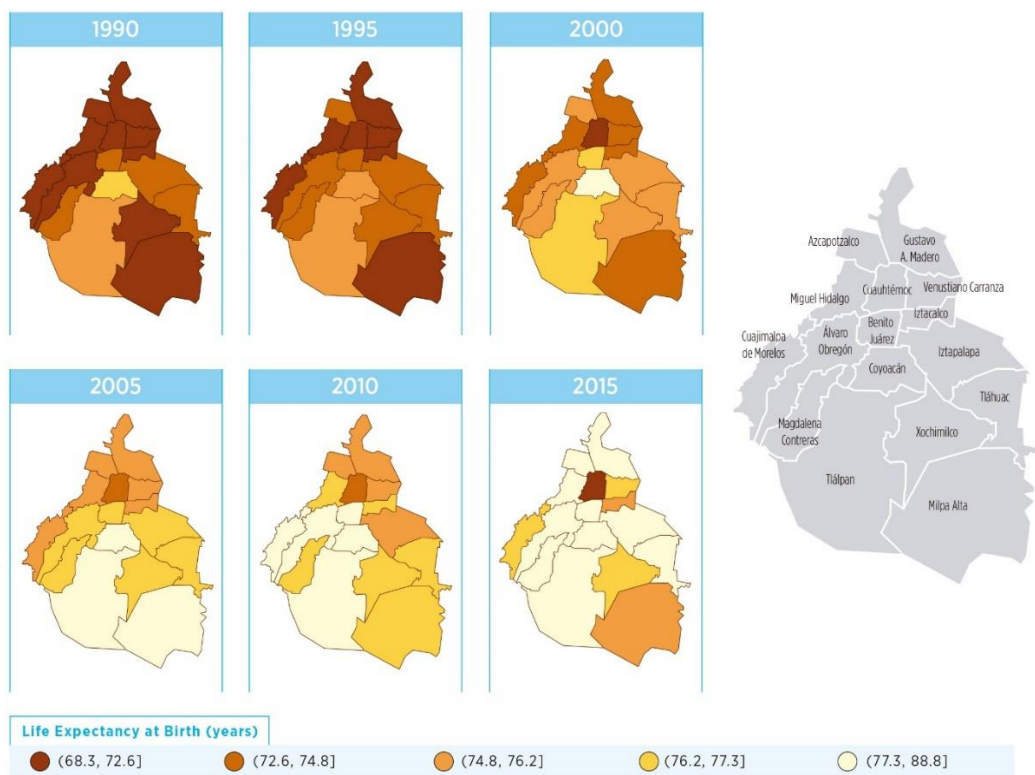 1990
1995
2000
2005
2010
2015
Azcapotzalco
Gustavo
A. Madero
Miguel Hidalgo
Cuauhtémoc
Venustiano Carranza
Iztacalco
Cuajimalpa
de Morelos
Álvaro
Obregón
Benito
Juárez
Iztapalapa
Coyoacán
Tláhuac
Magdalena
Contreras
Xochimilco
Tlálpan
Milpa Alta
Life Expectancy at Birth (years)
(68.3, 72.6]
(72.6, 74.8]
(74.8, 76.2]
(76.2, 77.3]
(77.3, 88.8]